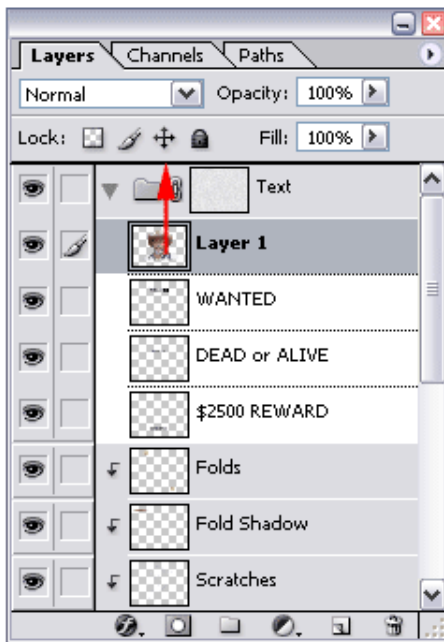 Layers Channels Paths
Normal Opacity: 100%
Lock: Fill: 100%
Text
Layer 1
WANTED
DEAD or ALIVE
$2500 REWARD
Folds
Fold Shadow
Scratches